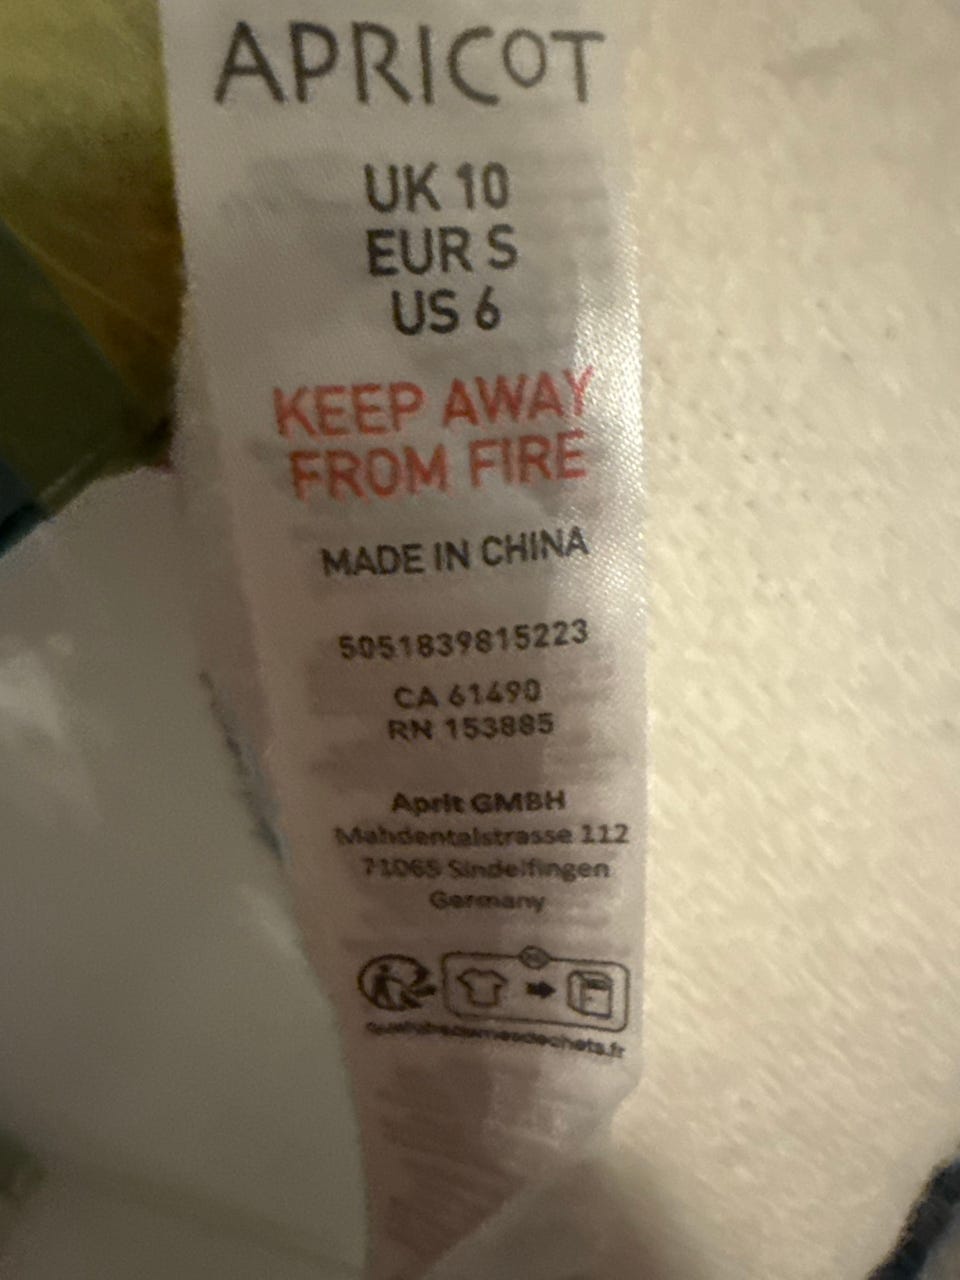 APRICOT
UK 10
EUR S
US 6
KEEP AWAY
FROM FIRE
MADE IN CHINA
5051839815223
CA 61490
RN 153885
Aprit GMBH
Mahdentalstrasse 112
71065 Sindelfingen
Germany